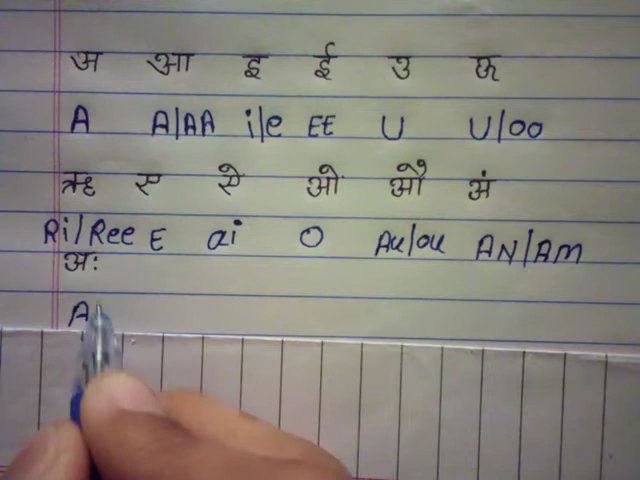 अ आ इ ई उ ऊ
A A/AA i/e EE U U/OO
ऋ ए ऐ ओ औ अं
Ri/Ree E ai O Au/ou AN/AM
अः
A